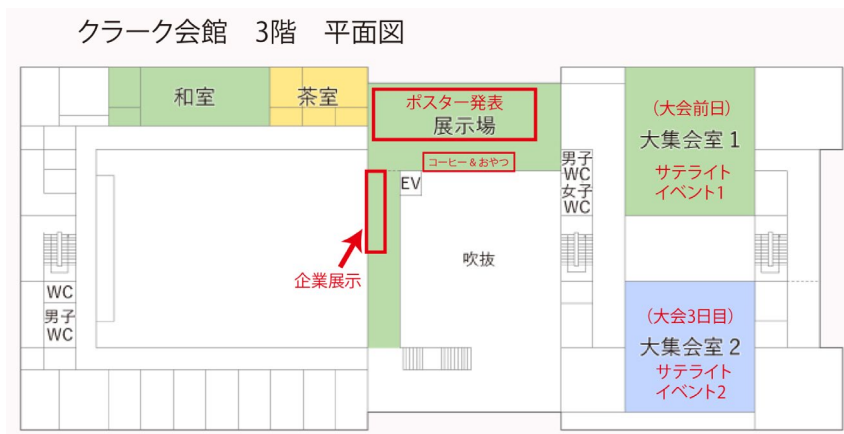 クラーク会館 3階 平面図
和室
茶室
ポスター発表
展示場
コーヒー&おやつ
EV
男子
WC
女子
WC
(大会前日)
大集会室1
サテライト
イベント1
吹抜
企業展示
WC
男子
WC
(大会3日目)
大集会室2
サテライト
イベント2